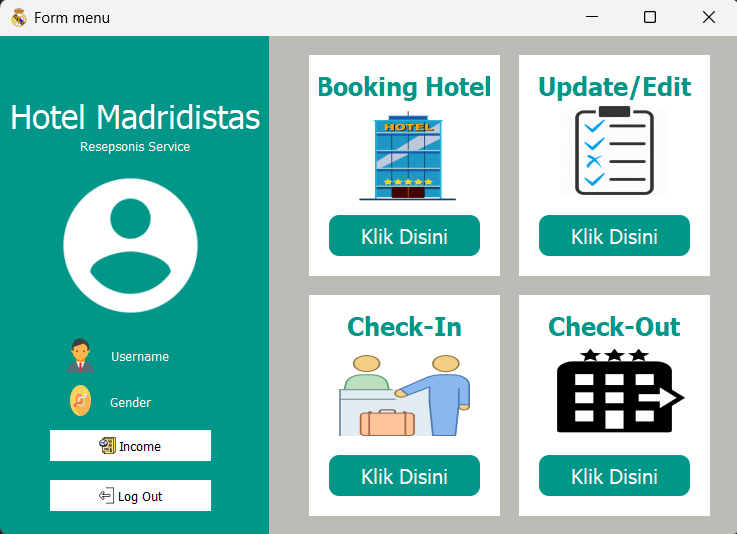 Form menu
Hotel Madridistas
Resepsonis Service
Username
Gender
Income
Log Out
Booking Hotel
HOTEL
Klik Disini
Update/Edit
Klik Disini
Check-In
Klik Disini
Check-Out
Klik Disini